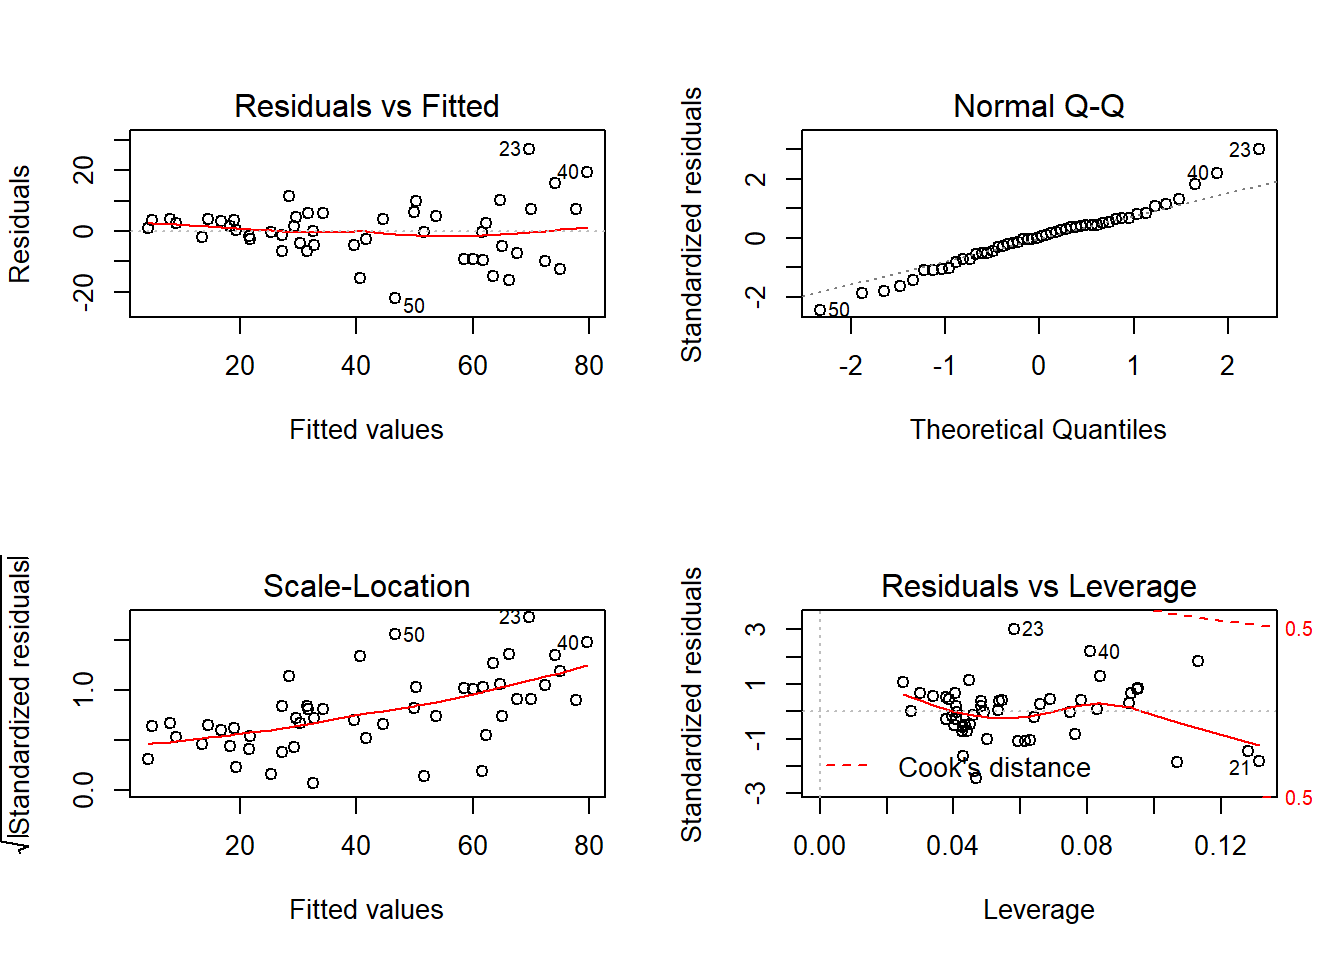 Residuals vs Fitted
Residuals
20
0
-20
23
40
50
20 40 60 80
Fitted values
Normal Q-Q
Standardized residuals
2
0
-2
23
40
50
-2 -1 0 1 2
Theoretical Quantiles
Scale-Location
√|Standardized residuals|
1.0
0.0
23
50
40
20 40 60 80
Fitted values
Residuals vs Leverage
Standardized residuals
3
1
-1
-3
23
40
21
0.5
0.5
Cook's distance
0.00 0.04 0.08 0.12
Leverage